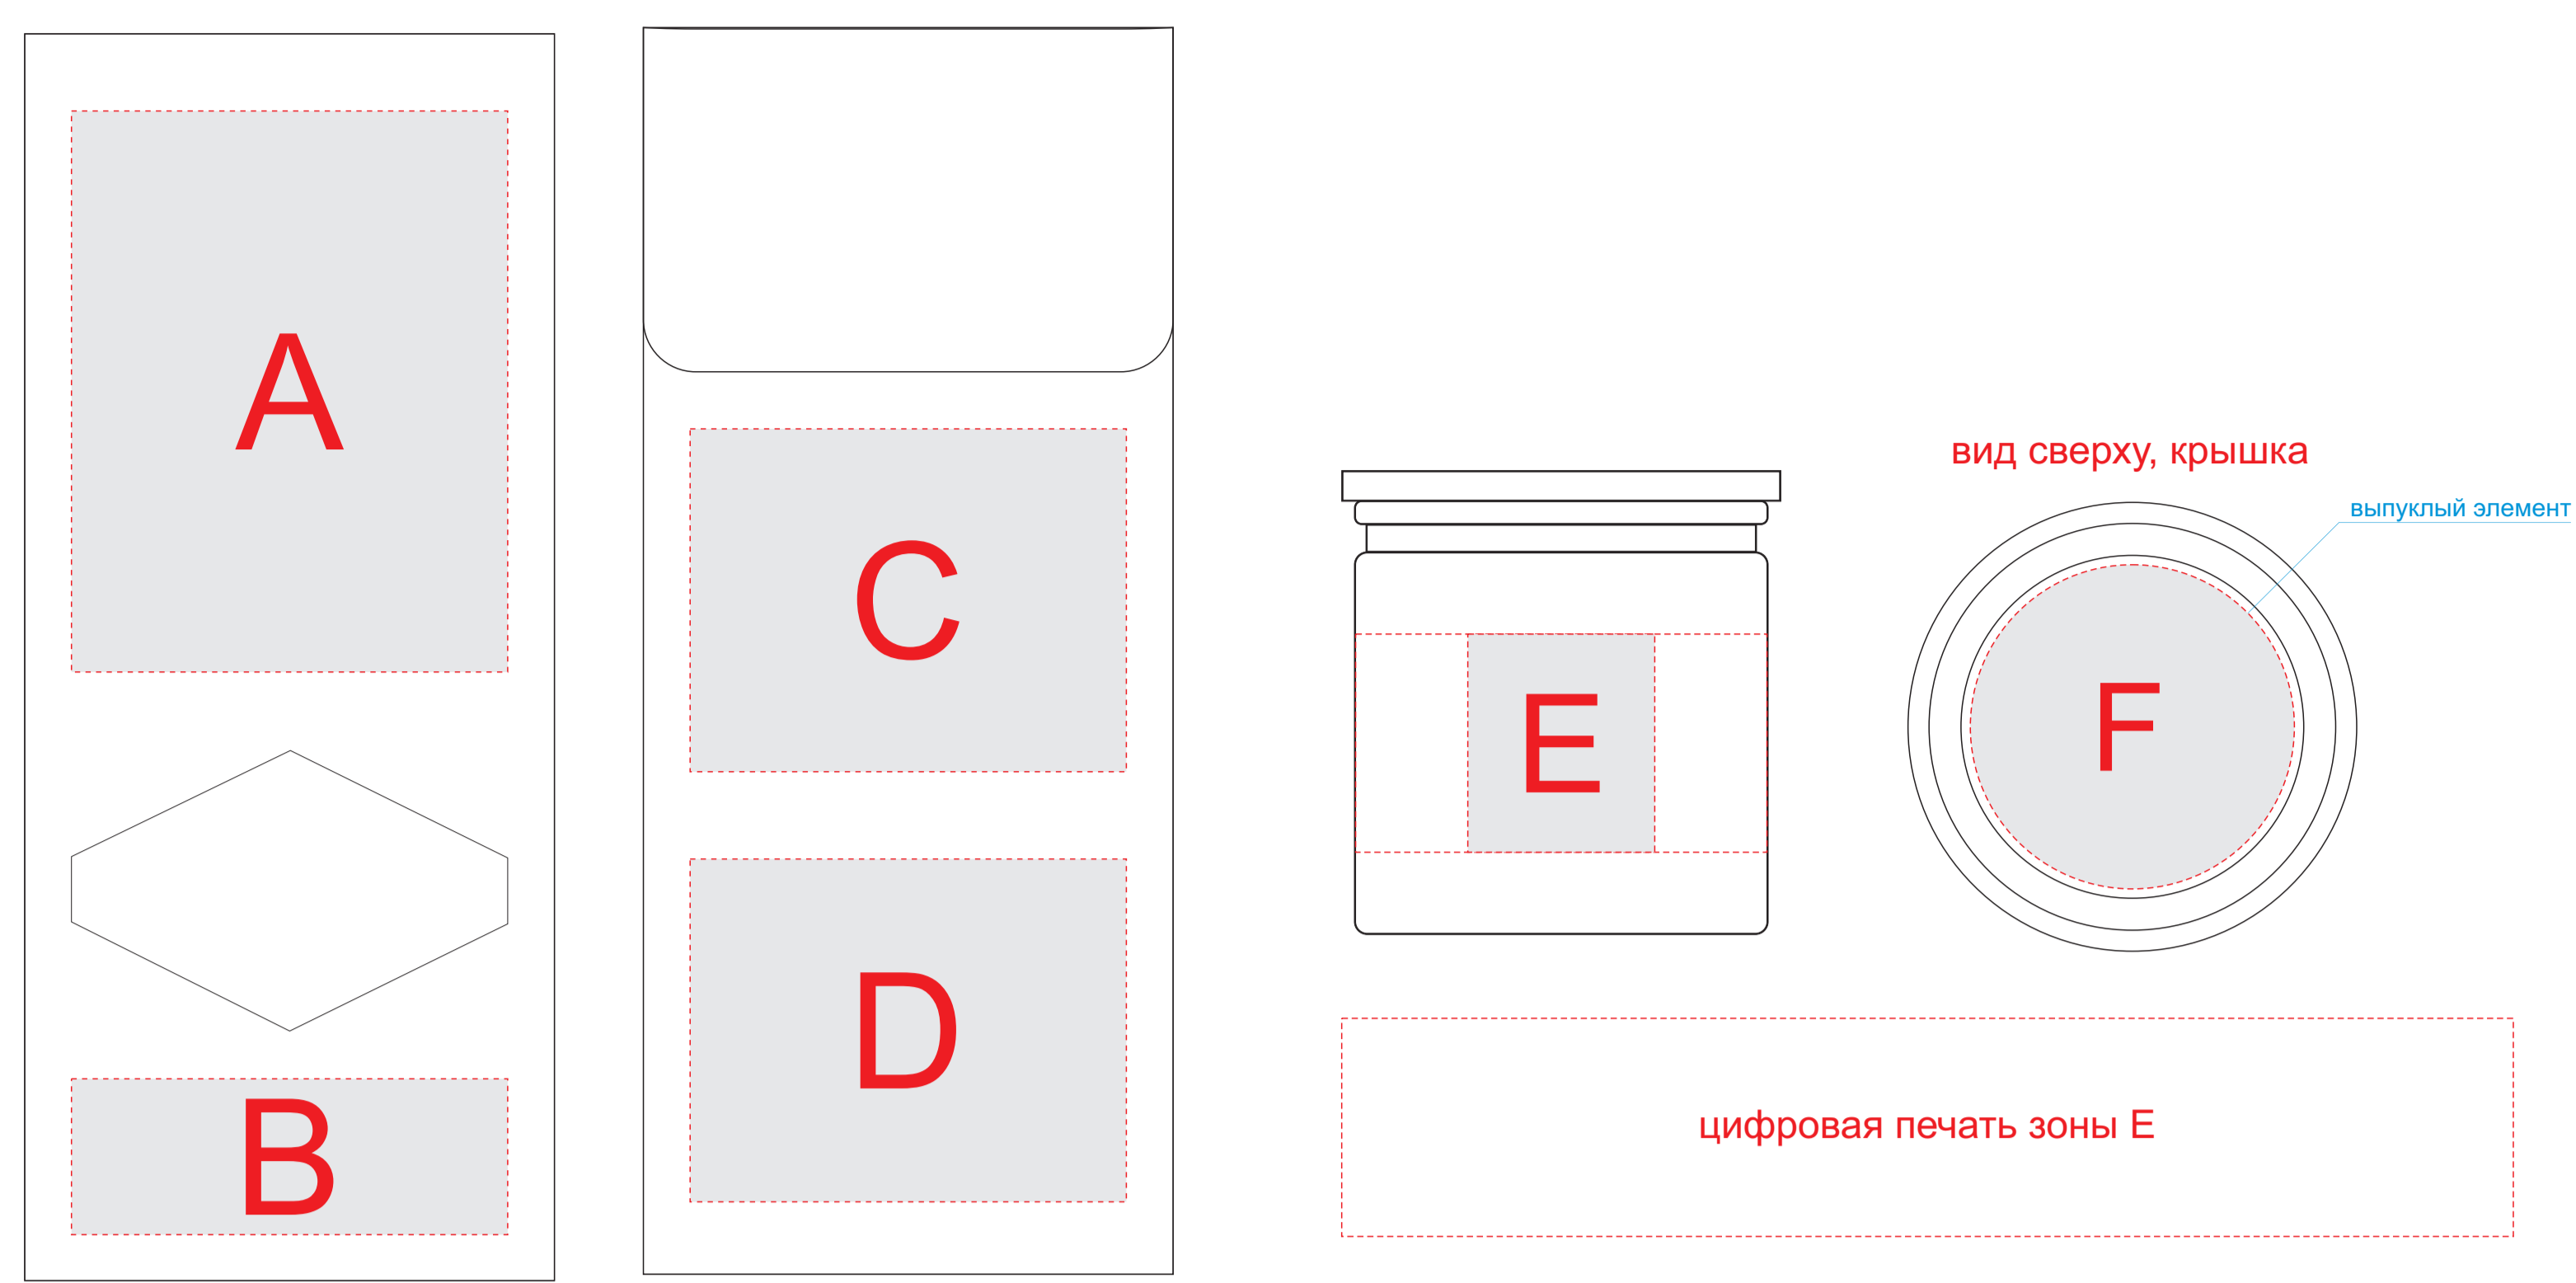 A
B
C
D
E
вид сверху, крышка
выпуклый элемент
F
цифровая печать зоны E